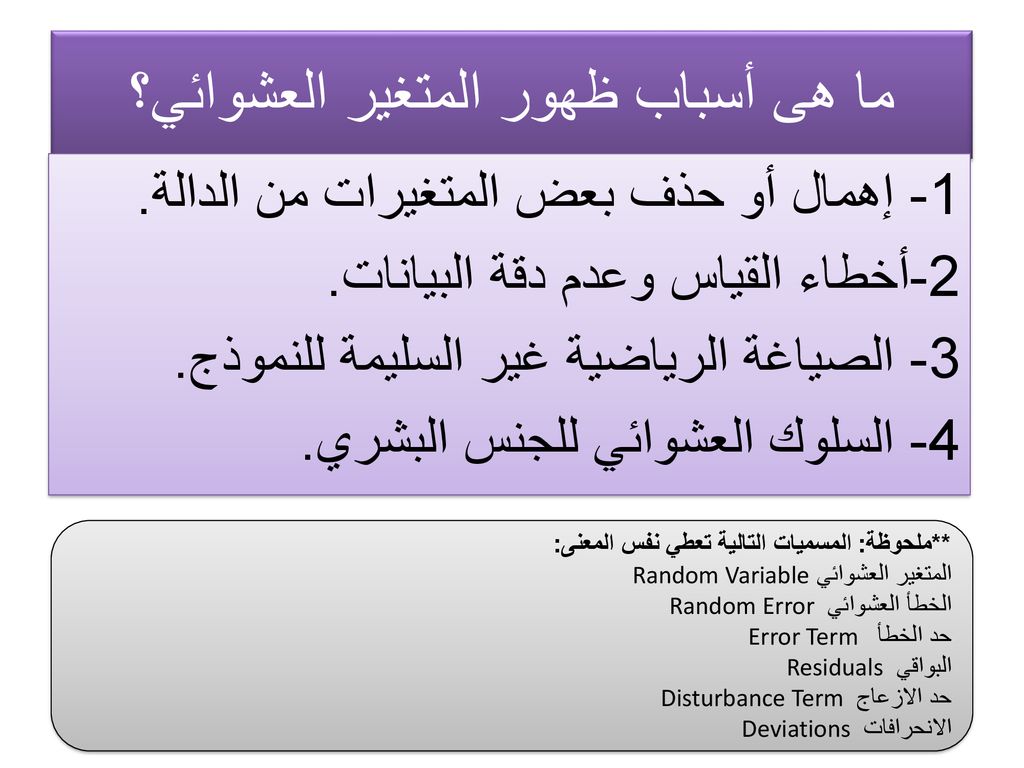 ما هى أسباب ظهور المتغير العشوائي؟
1- إهمال أو حذف بعض المتغيرات من الدالة.
2-أخطاء القياس وعدم دقة البيانات.
3- الصياغة الرياضية غير السليمة للنموذج.
4- السلوك العشوائي للجنس البشري.
**ملحوظة: المسميات التالية تعطي نفس المعنى:
المتغير العشوائي Random Variable
الخطأ العشوائي Random Error
حد الخطأ Error Term
البواقي Residuals
حد الازعاج Disturbance Term
الانحرافات Deviations